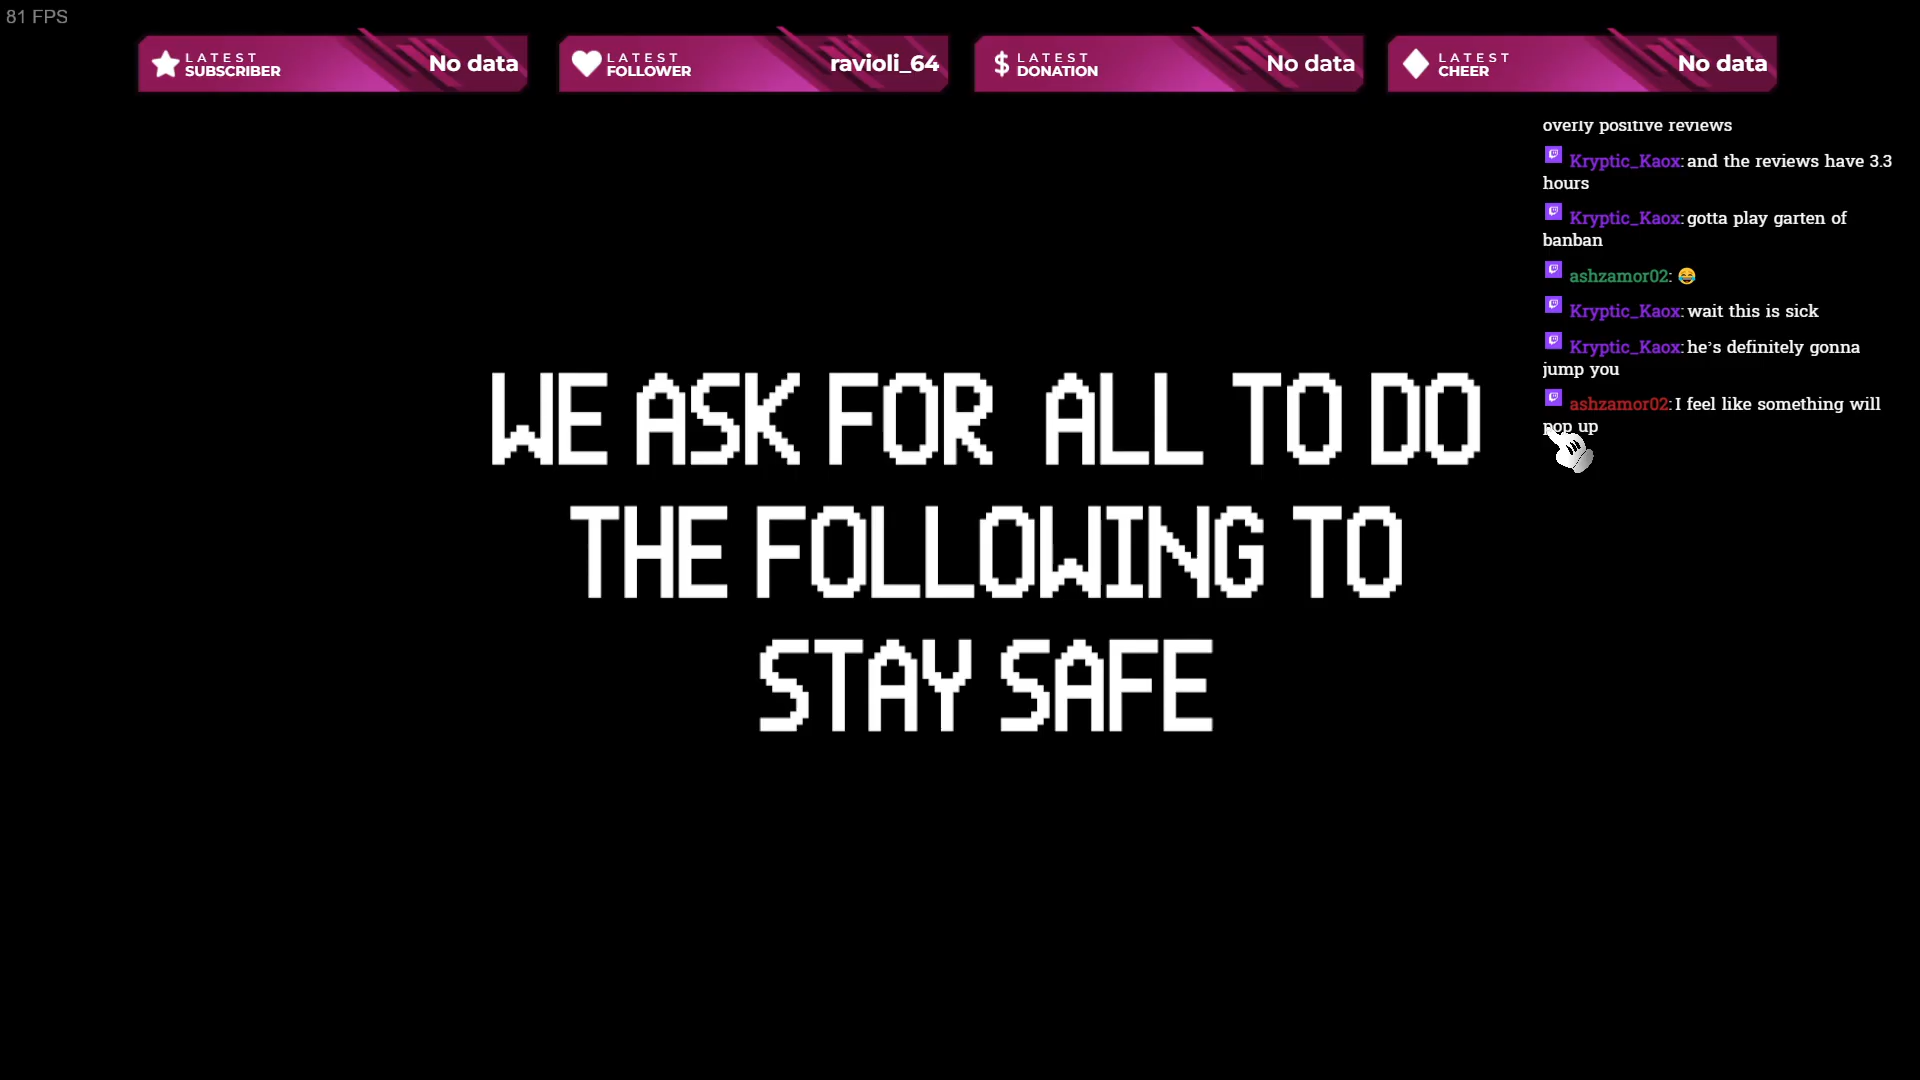 81 FPS
LATEST
SUBSCRIBER
No data
LATEST
FOLLOWER
ravioli_64
LATEST
DONATION
No data
LATEST
CHEER
No data
overly positive reviews
Kryptic_Kaox: and the reviews have 3.3
hours
Kryptic_Kaox: gotta play garten of
banban
ashzamor02: 😂
Kryptic_Kaox: wait this is sick
Kryptic_Kaox: he's definitely gonna
jump you
ashzamor02: I feel like something will
pop up
WE ASK FOR ALL TO DO
THE FOLLOWING TO
STAY SAFE